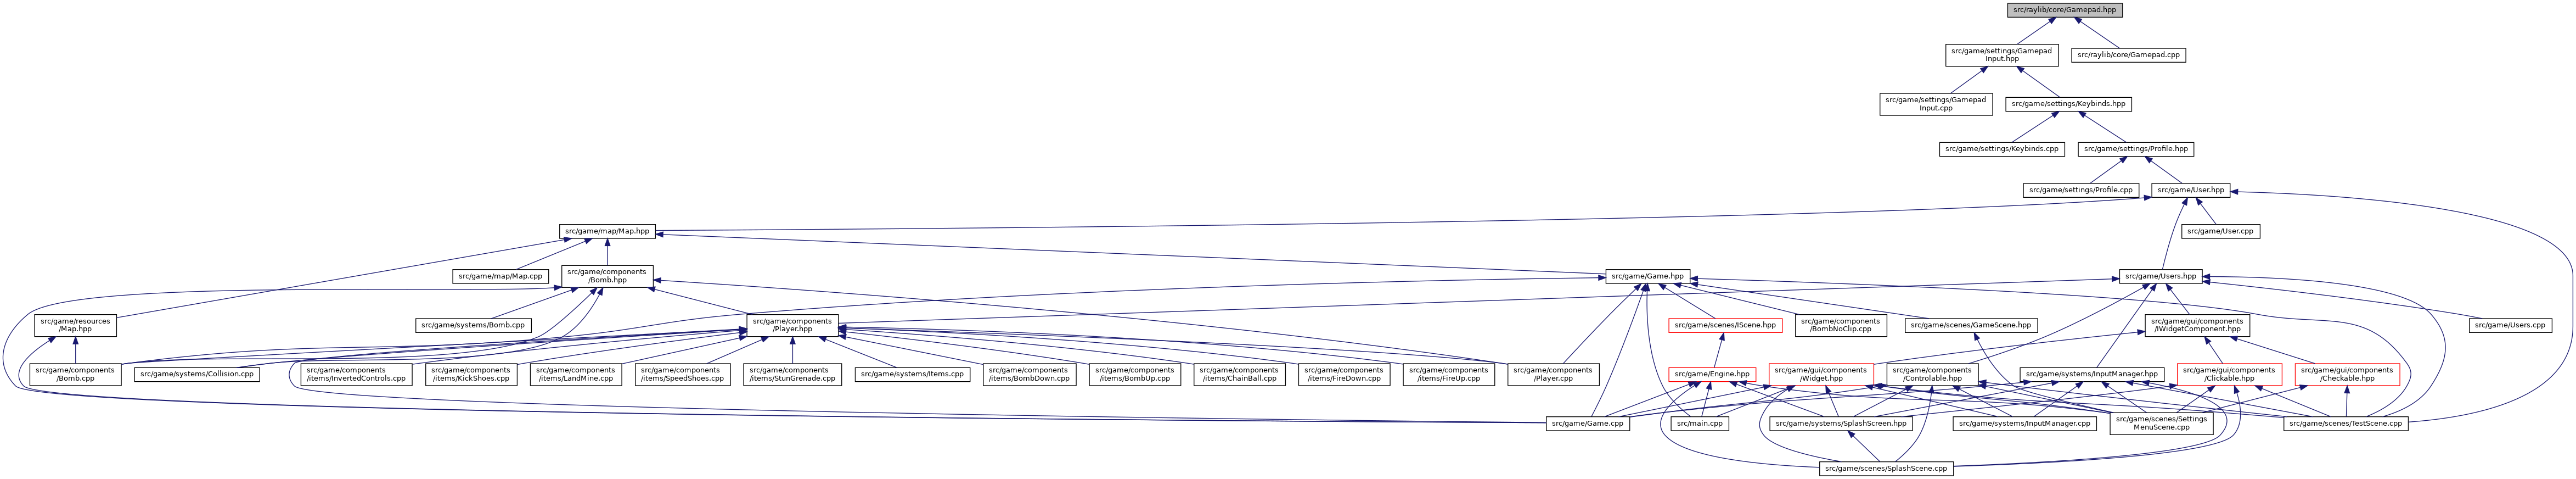 src/raylib/core/Gamepad.hpp
src/game/settings/Gamepad
Input.hpp
src/raylib/core/Gamepad.cpp
src/game/settings/Gamepad
Input.cpp
src/game/settings/Keybinds.hpp
src/game/settings/Keybinds.cpp
src/game/settings/Profile.hpp
src/game/settings/Profile.cpp
src/game/User.hpp
src/game/map/Map.hpp
src/game/User.cpp
src/game/map/Map.cpp
src/game/components
/Bomb.hpp
src/game/Game.hpp
src/game/Users.hpp
src/game/resources
/Map.hpp
src/game/systems/Bomb.cpp
src/game/components
/Player.hpp
src/game/scenes/IScene.hpp
src/game/components
/BombNoClip.cpp
src/game/scenes/GameScene.hpp
src/game/gui/components
/IWidgetComponent.hpp
src/game/Users.cpp
src/game/components
/Bomb.cpp
src/game/systems/Collision.cpp
src/game/components
/items/InvertedControls.cpp
src/game/components
/items/KickShoes.cpp
src/game/components
/items/LandMine.cpp
src/game/components
/items/SpeedShoes.cpp
src/game/components
/items/StunGrenade.cpp
src/game/systems/Items.cpp
src/game/components
/items/BombDown.cpp
src/game/components
/items/BombUp.cpp
src/game/components
/items/ChainBall.cpp
src/game/components
/items/FireDown.cpp
src/game/components
/items/FireUp.cpp
src/game/components
/Player.cpp
src/game/Engine.hpp
src/game/gui/components
/Widget.hpp
src/game/components
/Controlable.hpp
src/game/systems/InputManager.hpp
src/game/gui/components
/Clickable.hpp
src/game/gui/components
/Checkable.hpp
src/game/Game.cpp
src/main.cpp
src/game/systems/SplashScreen.hpp
src/game/systems/InputManager.cpp
src/game/scenes/Settings
MenuScene.cpp
src/game/scenes/TestScene.cpp
src/game/scenes/SplashScene.cpp